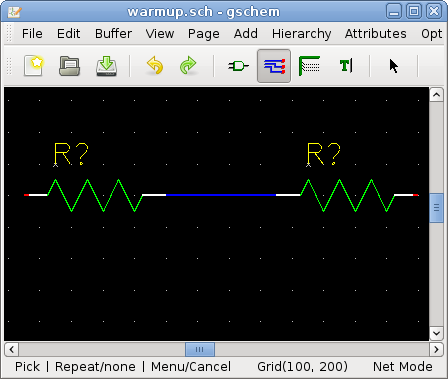 warmup.sch - gschem
File Edit Buffer View Page Add Hierarchy Attributes Opt
R? R?
Pick | Repeat/none | Menu/Cancel Grid(100, 200) Net Mode